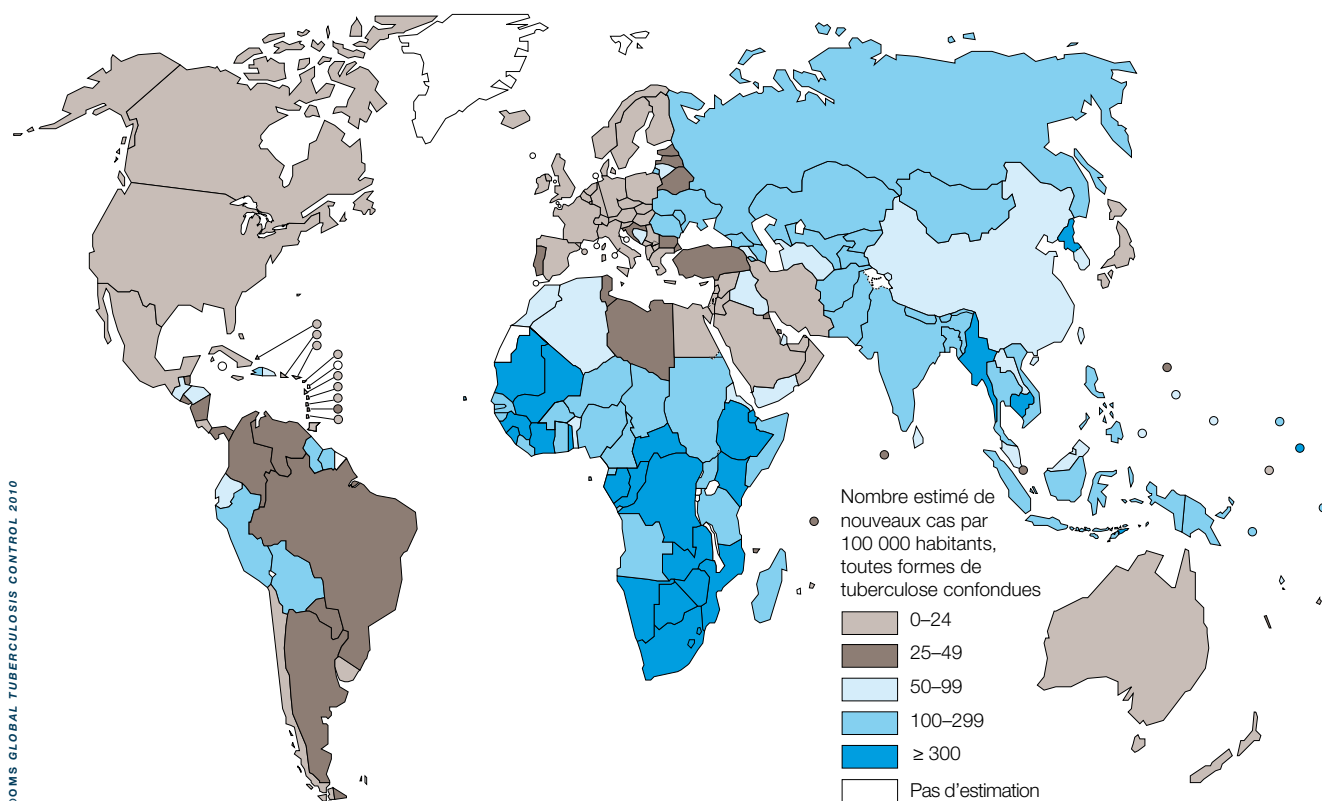 OMS GLOBAL TUBERCULOSIS CONTROL 2010
Nombre estimé de
nouveaux cas par
100 000 habitants,
toutes formes de
tuberculose confondues
0–24
25–49
50–99
100–299
≥ 300
Pas d'estimation